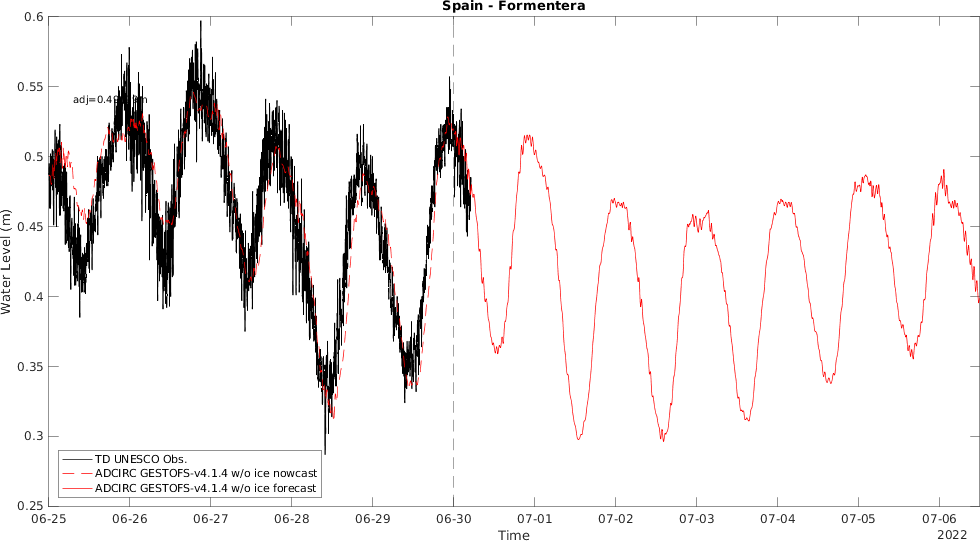 Spain - Formentera
0.6
0.55
0.5
0.45
0.4
0.35
0.3
0.25
Water Level (m)
TD UNESCO Obs.
ADCIRC GESTOFS-v4.1.4 w/o ice nowcast
ADCIRC GESTOFS-v4.1.4 w/o ice forecast
06-25 06-26 06-27 06-28 06-29 06-30 07-01 07-02 07-03 07-04 07-05 07-06
Time
2022